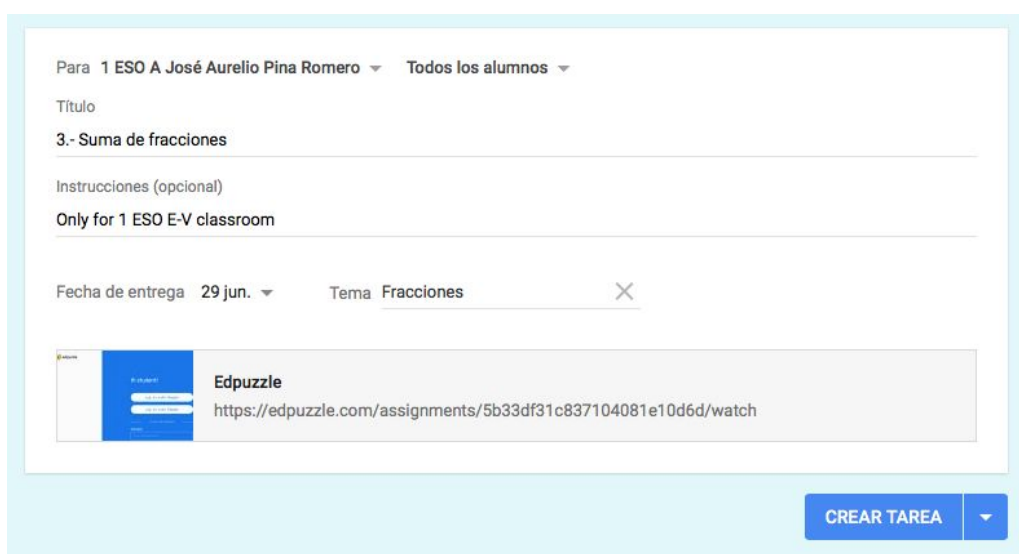 Para 1 ESO A José Aurelio Pina Romero Todos los alumnos
Título
3.- Suma de fracciones
Instrucciones (opcional)
Only for 1 ESO E-V classroom
Fecha de entrega 29 jun. Tema Fracciones
Edpuzzle
https://edpuzzle.com/assignments/5b33df31c837104081e10d6d/watch
CREAR TAREA